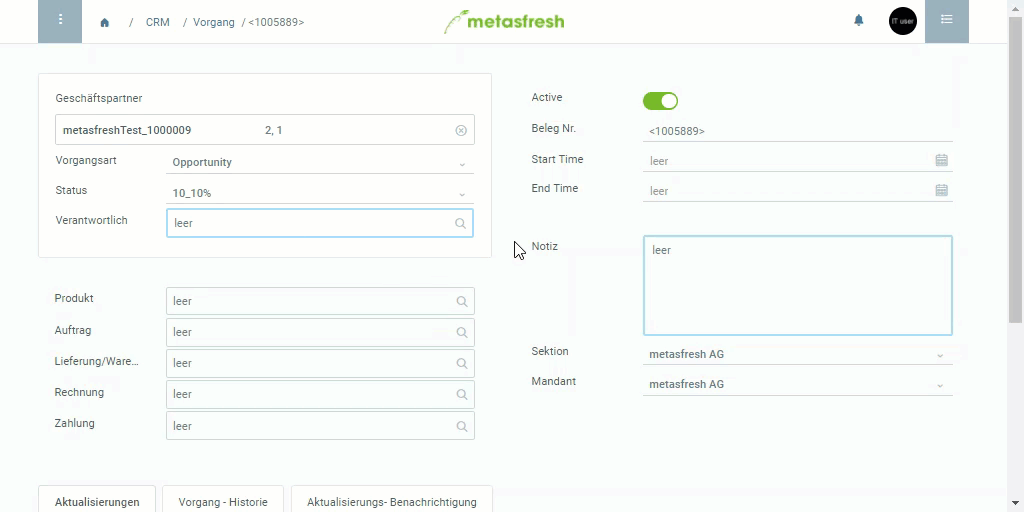 / CRM / Vorgang / <1005889>
metasfresh
IT user
Geschäftspartner
metasfreshTest_1000009 2, 1
Vorgangsart Opportunity
Status 10_10%
Verantwortlich leer
Active
Beleg Nr. <1005889>
Start Time leer
End Time leer
Notiz leer
Produkt leer
Auftrag leer
Lieferung/Ware... leer
Rechnung leer
Zahlung leer
Sektion metasfresh AG
Mandant metasfresh AG
Aktualisierungen Vorgang - Historie Aktualisierungs- Benachrichtigung